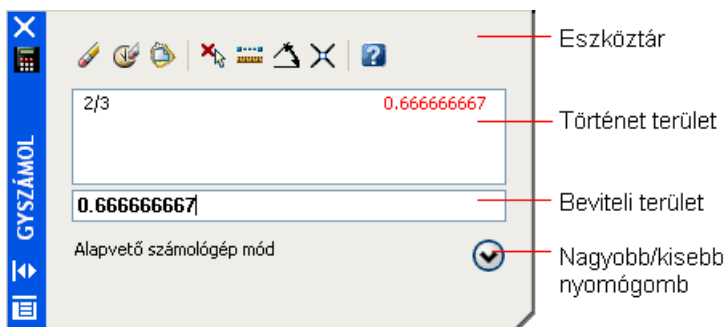 Eszköztár
2/3 0.666666667
Történet terület
GYSZÁMOL
0.666666667
Beviteli terület
Alapvető számológép mód
Nagyobb/kisebb
nyomógomb